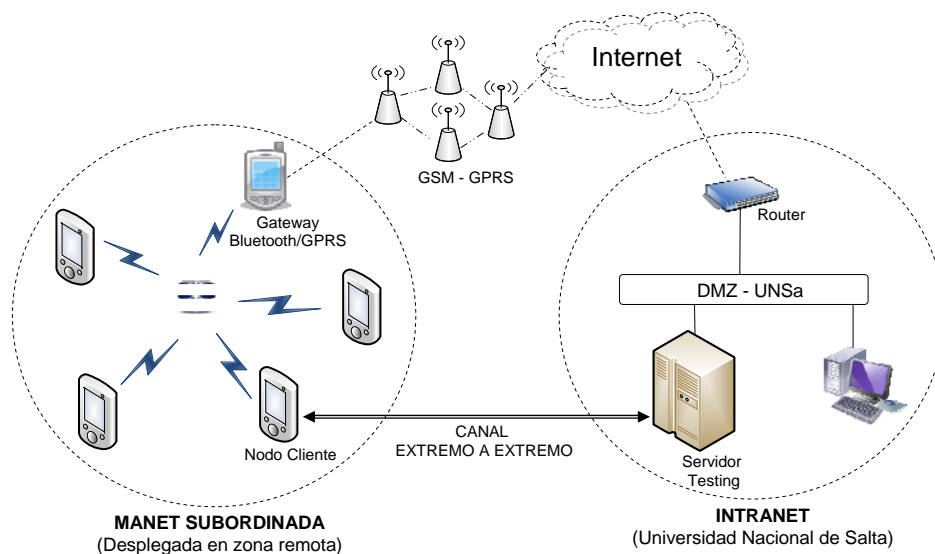 Internet
GSM - GPRS
Gateway
Bluetooth/GPRS
Router
DMZ - UNSa
Nodo Cliente
CANAL
EXTREMO A EXTREMO
Servidor
Testing
MANET SUBORDINADA
(Desplegada en zona remota)
INTRANET
(Universidad Nacional de Salta)